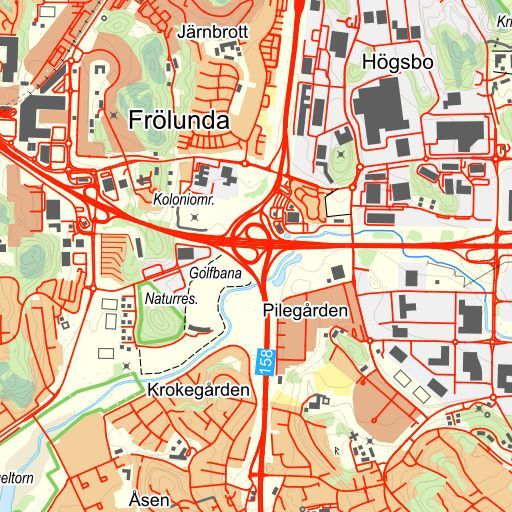 Järnbrott
Högsbo
Frölunda
Koloniomr.
Golfbana
Naturres.
Pilegården
158
Krokegården
Åsen